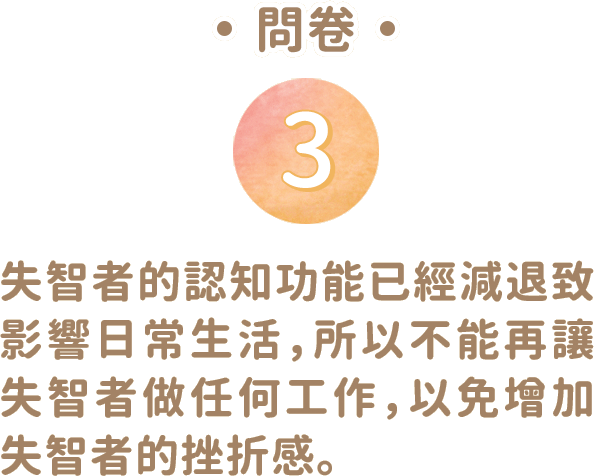 • 問卷 •
3
失智者的認知功能已經減退致
影響日常生活，所以不能再讓
失智者做任何工作，以免增加
失智者的挫折感。